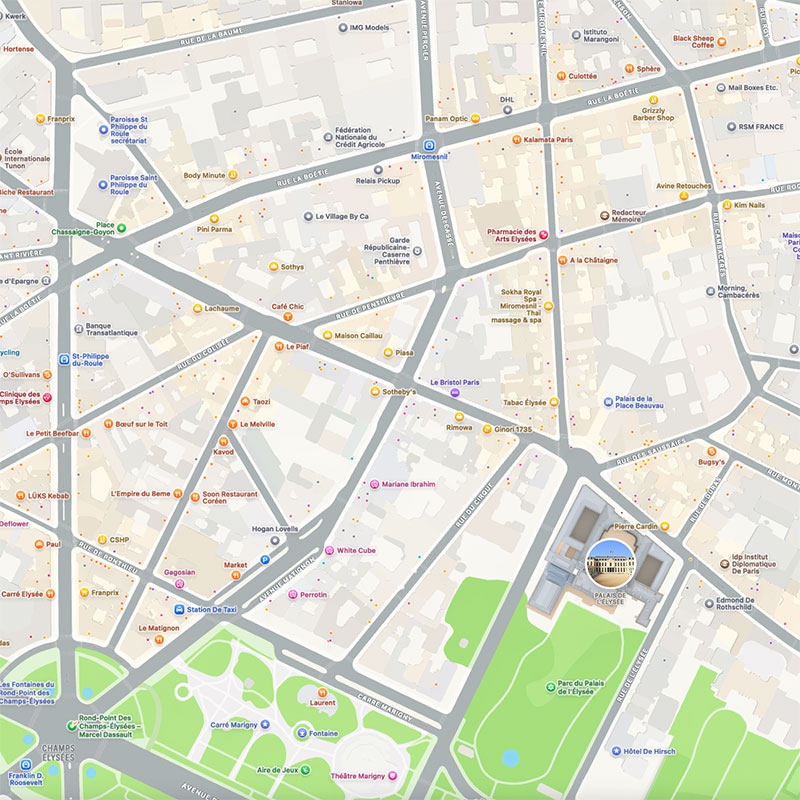 Stanlowa
Kwerk
AVENUE PERCIER
IMG Models
RUE DE LA BAUME
Istituto
Marangoni
Black Sheep
Coffee
Hortense
Culottée
Sphère
Mail Boxes Etc.
RUE LA BOÉTIE
DHL
Franprix
Paroisse St
Philippe du
Roule
secrétariat
Panam Optic
Grizzly
Barber Shop
RSM FRANCE
Fédération
Nationale du
Crédit Agricole
Kalamata Paris
Miromesnil
École
Internationale
Tunon
Body Minute
RUE LA BOÉTIE
Relais Pickup
Paroisse Saint
Philippe du
Roule
Avine Retouches
Riche Restaurant
Kim Nails
Redacteur
Mémoire
Le Village By Ca
Pini Parma
Place
Chassaigne-Goyon
AVENUE DELCASSÉ
Pharmacie des
Arts Elysées
RUE CAMBACÉRÈS
Garde
Républicaine-
Caserne
Penthièvre
A la Châtaigne
Sothys
d'Epargne
Morning,
Cambacérès
Sokha Royal
Spa -
Miromesnil -
Thaï
massage & spa
RUE DE PENTHIÈVRE
Lachaume
Café Chic
Banque
Transatlantique
Maison Caillau
Le Piaf
Piasa
RUE DU COLISÉE
St-Philippe
du-Roule
O'Sullivans
Sotheby's
Le Bristol Paris
Clinique des
Taozi
Tabac Élysée
Palais de la
Place Beauvau
Rimowa
Ginori 1735
Le Petit Beefbar
Bœuf sur le Toit
Le Melville
Kavod
RUE DES SAUSSAIES
Bugsy's
Mariane Ibrahim
RUE DU CIRQUE
RUE DE DURAS
LÜKS Kebab
L'Empire du 8eme
Soon Restaurant
Coréen
Pierre Cardin
Hogan Lovells
CSHP
Paul
White Cube
Market
RUE DE PONTHIEU
AVENUE MATIGNON
Gagosian
Idp Institut
Diplomatique
De Paris
Carré Élysée
Franprix
Perrotin
PALAIS DE
L'ÉLYSÉE
Edmond De
Rothschild
Station De Taxi
Le Matignon
RUE DE L'ÉLYSÉE
Les Fontaines du
Rond-Point des
Champs-Élysées
Parc du Palais
de l'Élysée
Laurent
CARRE MARIGNY
Rond-Point Des
Champs-Élysées –
Marcel Dassault
Carré Marigny
Fontaine
CHAMPS
ÉLYSÉES
Hôtel De Hirsch
Franklin D.
Roosevelt
Aire de Jeux
Théâtre Marigny